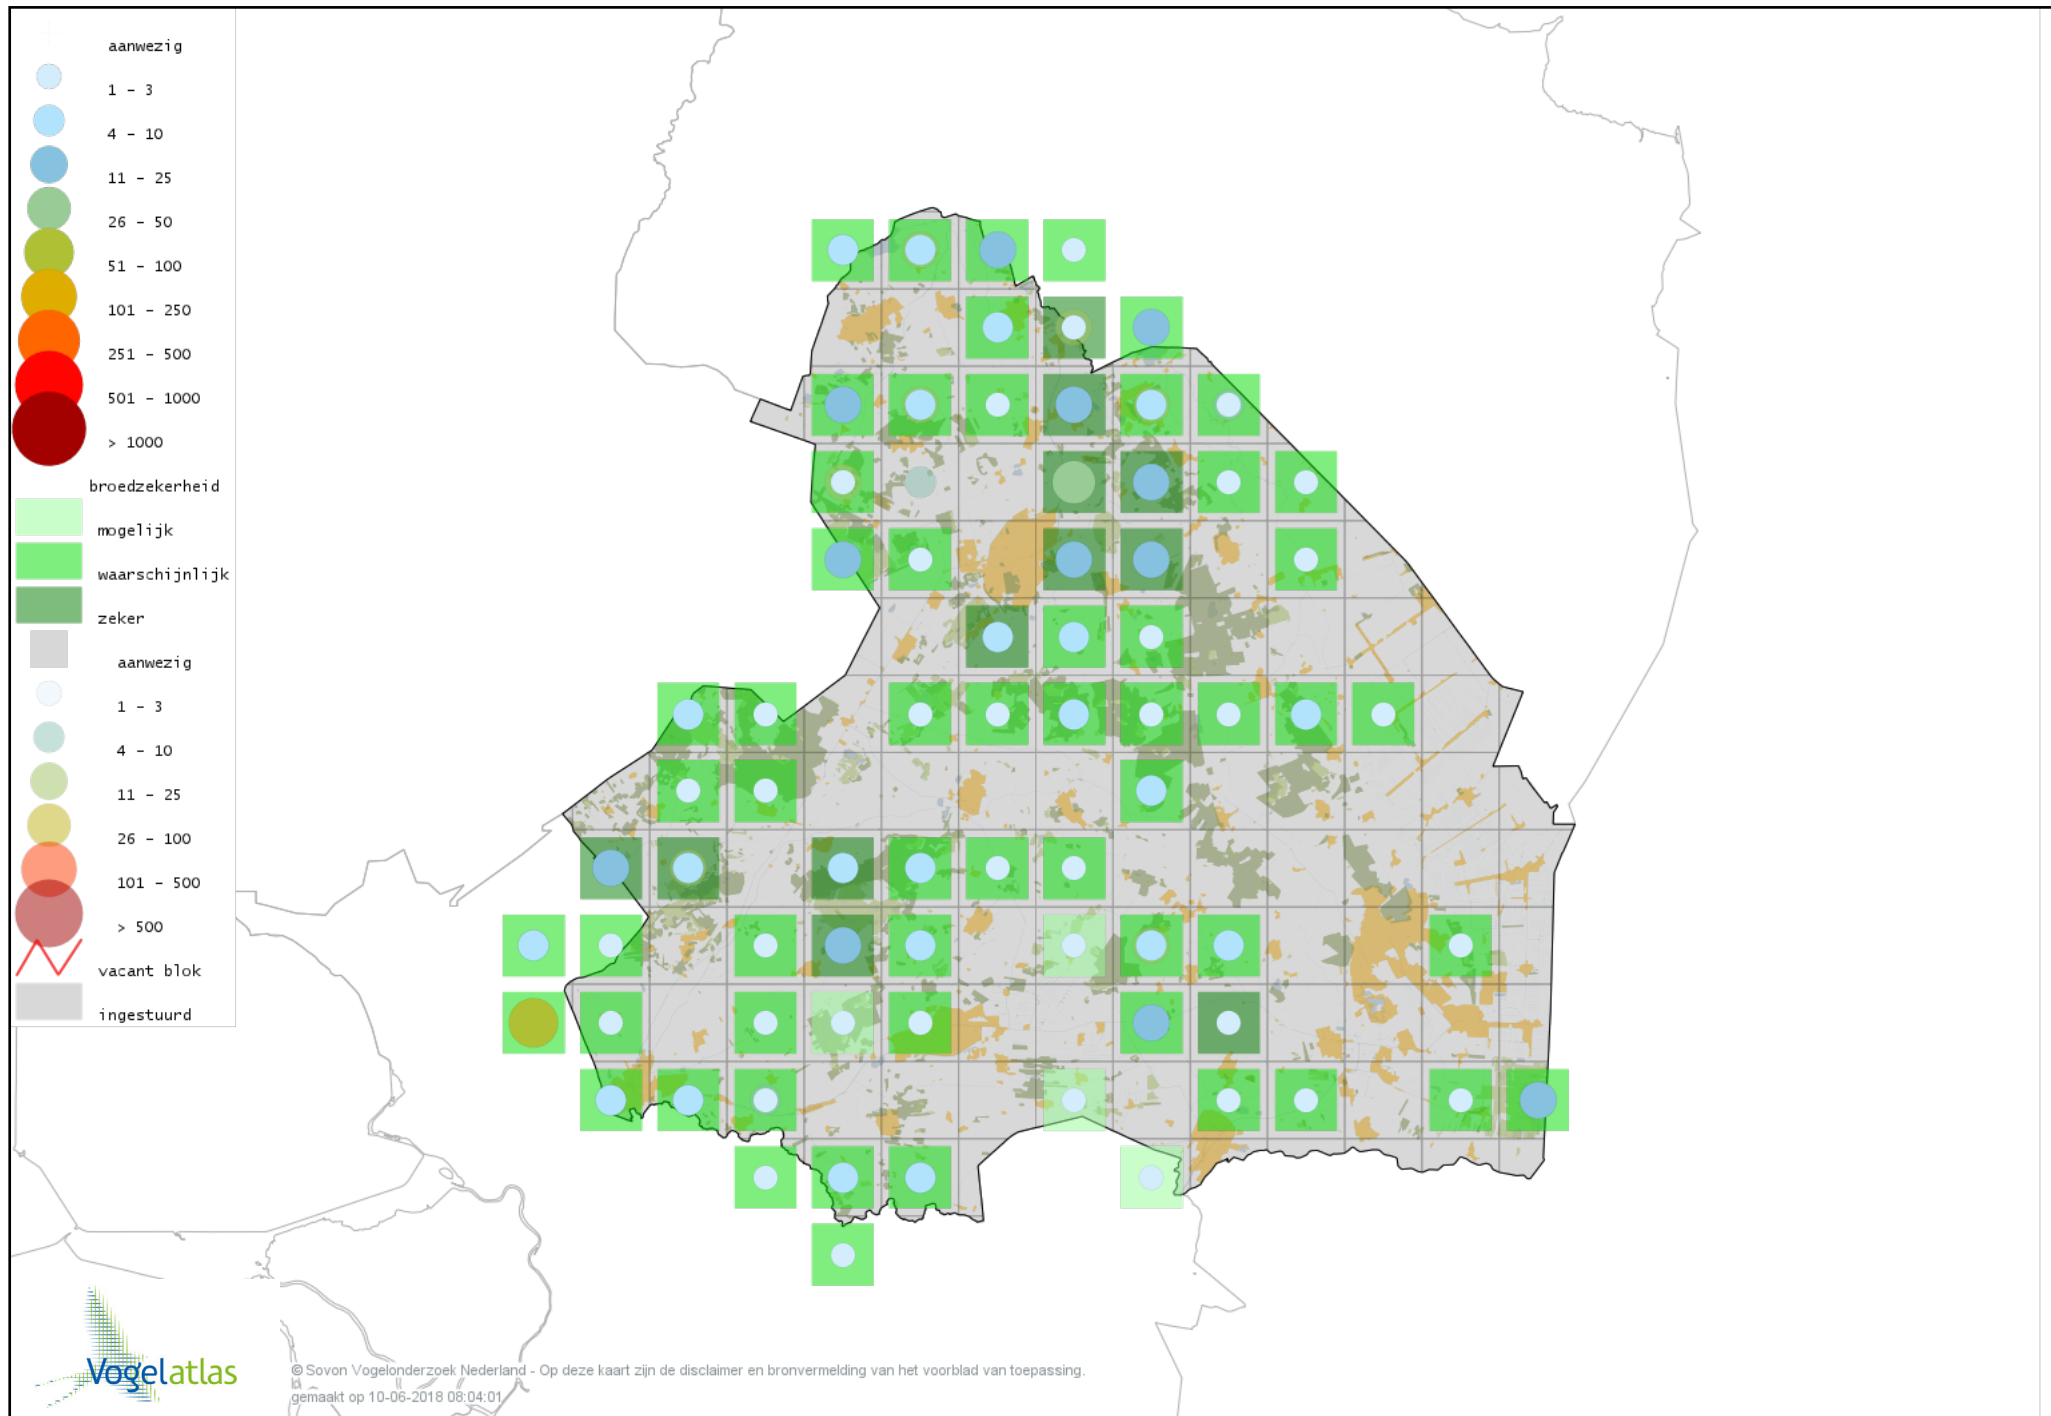 aanwezig
1 - 3
4 - 10
11 - 25
26 - 50
51 - 100
101 - 250
251 - 500
501 - 1000
> 1000
broedzekerheid
mogelijk
waarschijnlijk
zeker
aanwezig
1 - 3
4 - 10
11 - 25
26 - 100
101 - 500
> 500
vacant blok
ingestuurd
Vogelatlas
© Sovon Vogelonderzoek Nederland - Op deze kaart zijn de disclaimer en bronvermelding van het voorblad van toepassing.
gemaakt op 10-06-2018 08:04:01